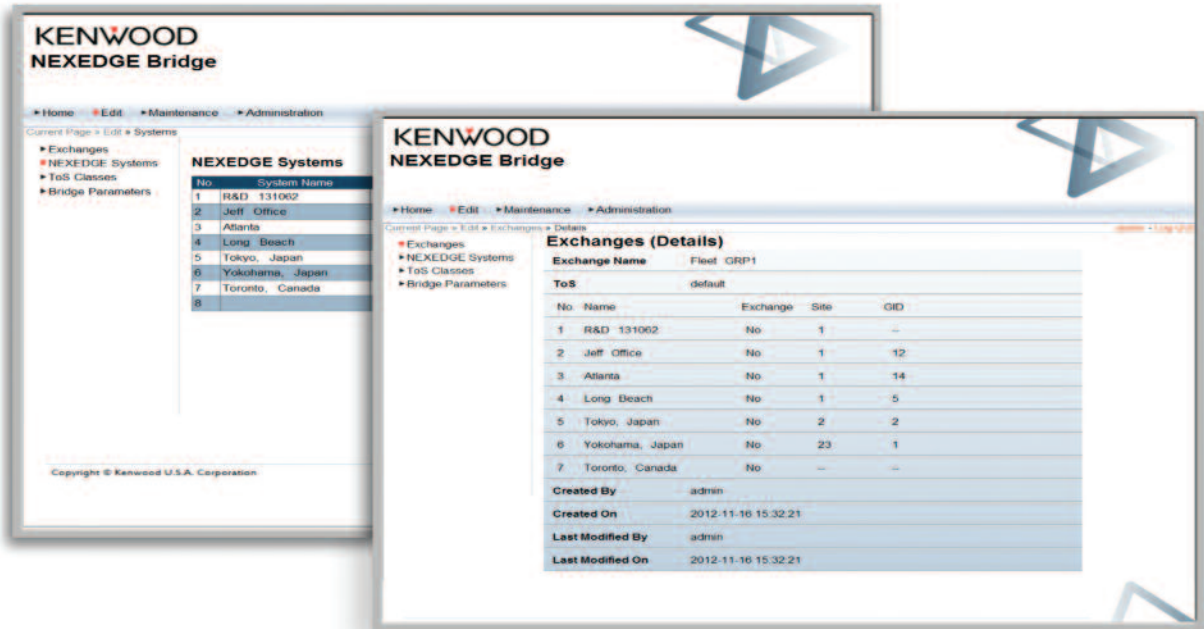 KENWOOD
NEXEDGE Bridge
Home Edit Maintenance Administration
Current Page » Edit » Systems
Exchanges
NEXEDGE Systems
ToS Classes
Bridge Parameters
NEXEDGE Systems
No System Name
1 R&D 131062
2 Jeff Office
3 Atlanta
4 Long Beach
5 Tokyo, Japan
6 Yokohama, Japan
7 Toronto, Canada
8
Copyright © Kenwood U.S.A. Corporation
KENWOOD
NEXEDGE Bridge
Home Edit Maintenance Administration
Current Page » Edit » Exchanges » Details
Exchanges
NEXEDGE Systems
ToS Classes
Bridge Parameters
Exchanges (Details)
Exchange Name Fleet GRP1
ToS default
No. Name Exchange Site GID
1 R&D 131062 No 1 --
2 Jeff Office No 1 12
3 Atlanta No 1 14
4 Long Beach No 1 5
5 Tokyo, Japan No 2 2
6 Yokohama, Japan No 23 1
7 Toronto, Canada No -- --
Created By admin
Created On 2012-11-16 15:32:21
Last Modified By admin
Last Modified On 2012-11-16 15:32:21